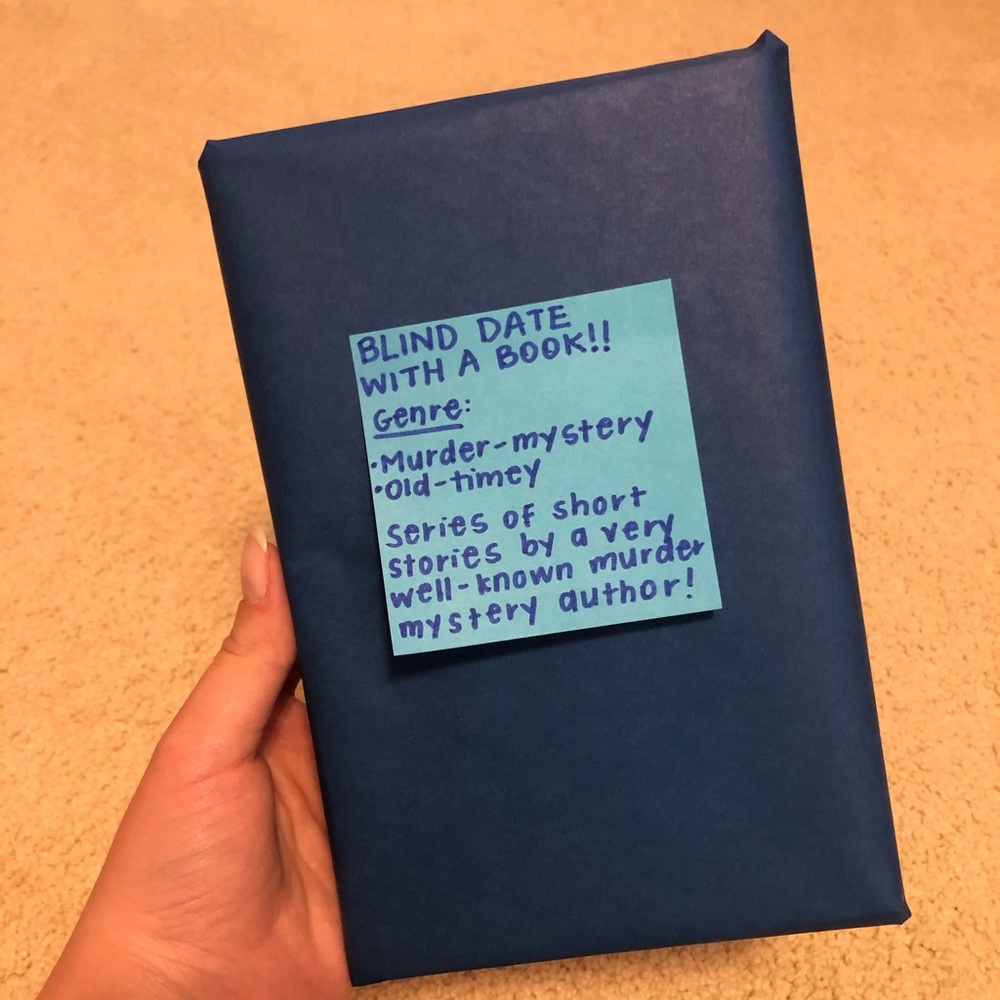 BLIND DATE
WITH A BOOK!!
Genre:
•Murder-mystery
•Old-timey
series of short
stories by a very
well-known murder
mystery author!